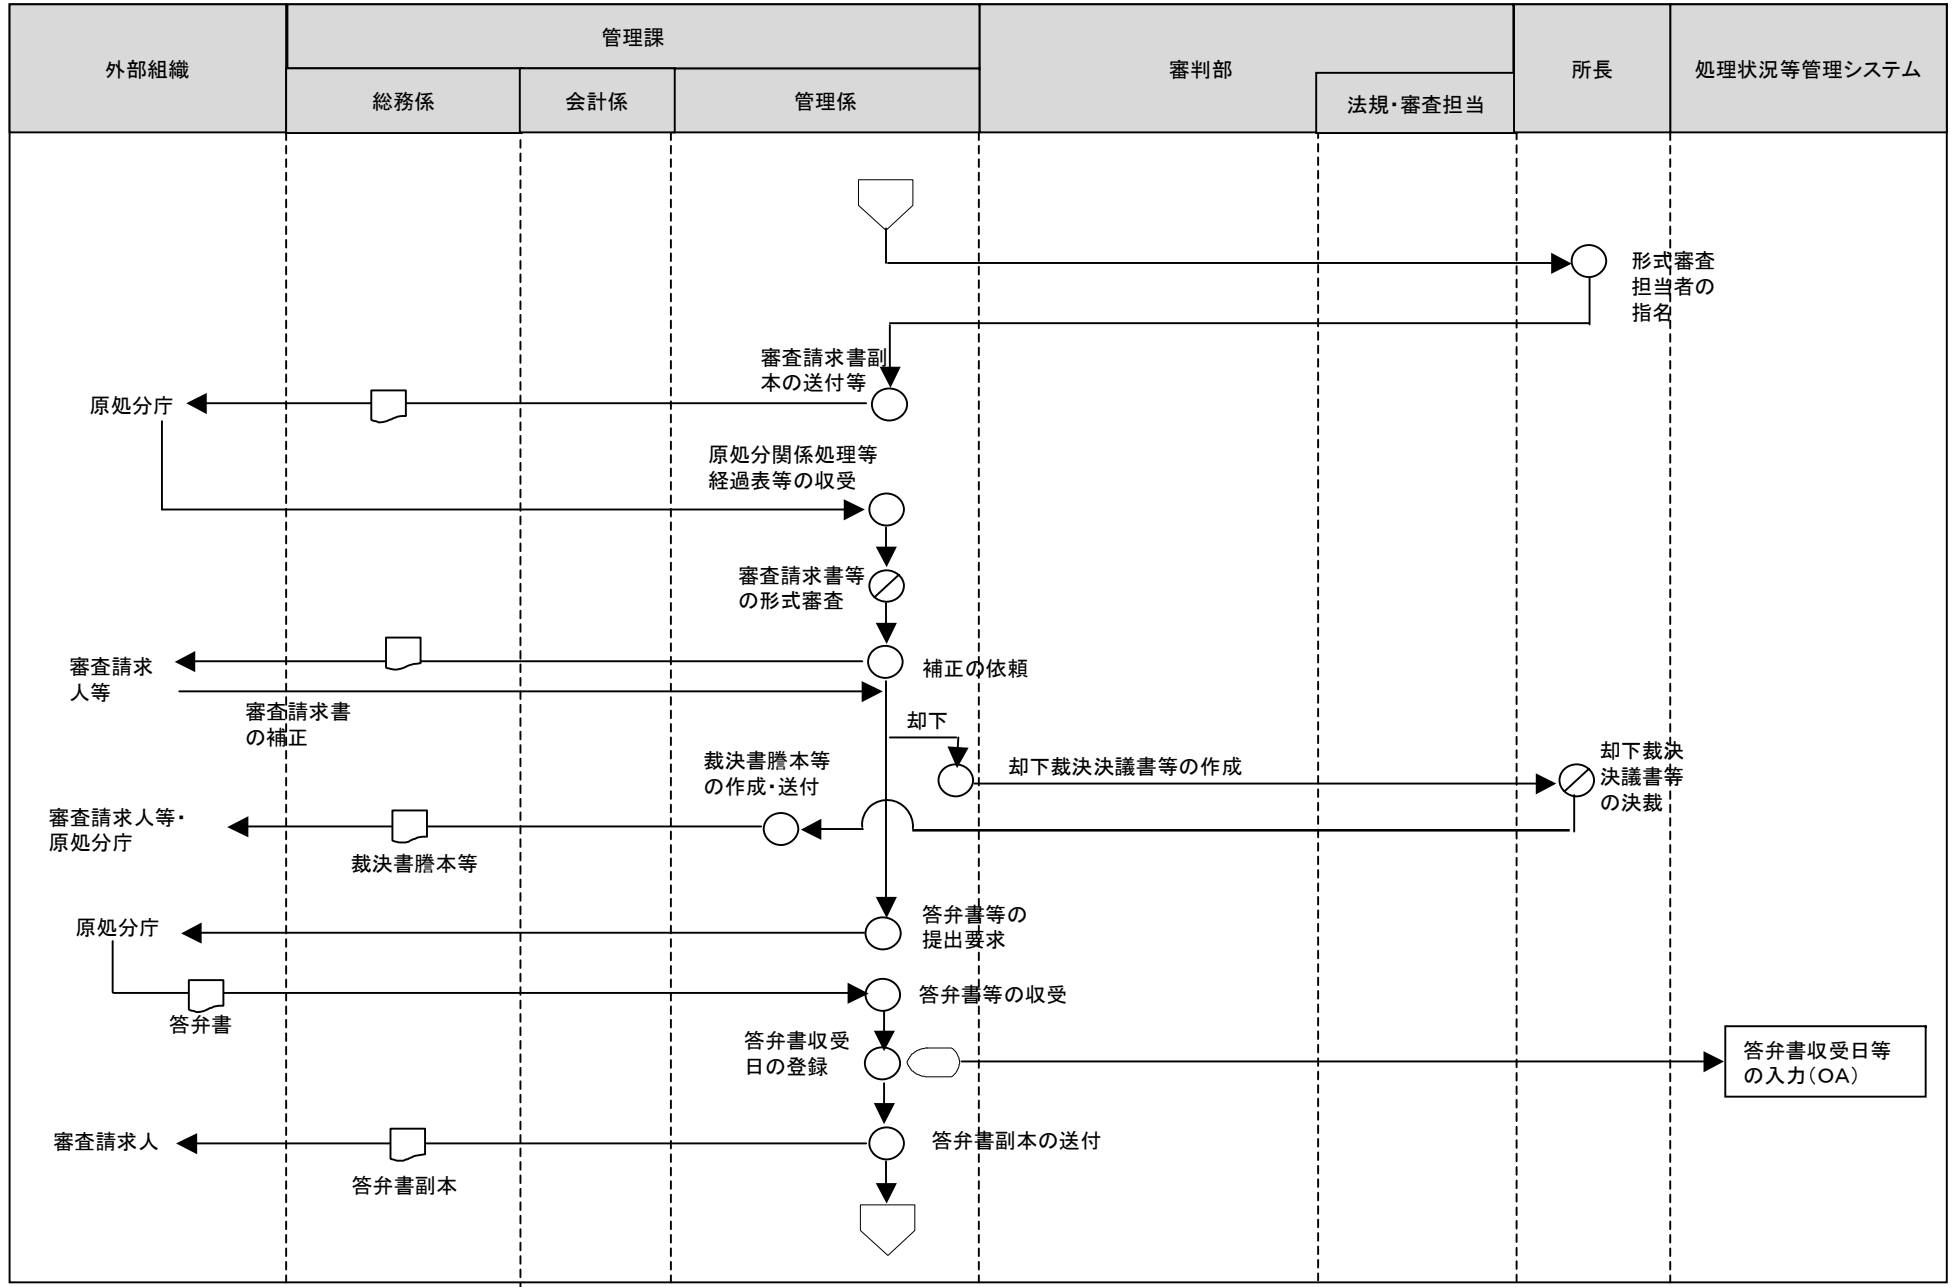 外部組織
管理課
総務係
会計係
管理係
審判部
法規・審査担当
所長
処理状況等管理システム
形式審査
担当者の
指名
審査請求書副
本の送付等
原処分庁
原処分関係処理等
経過表等の収受
審査請求書等
の形式審査
審査請求
人等
補正の依頼
審査請求書
の補正
却下
裁決書謄本等
の作成・送付
却下裁決決議書等の作成
却下裁決
決議書等
の決裁
審査請求人等・
原処分庁
裁決書謄本等
原処分庁
答弁書等の
提出要求
答弁書
答弁書等の収受
答弁書収受
日の登録
答弁書収受日等
の入力（OA）
審査請求人
答弁書副本の送付
答弁書副本